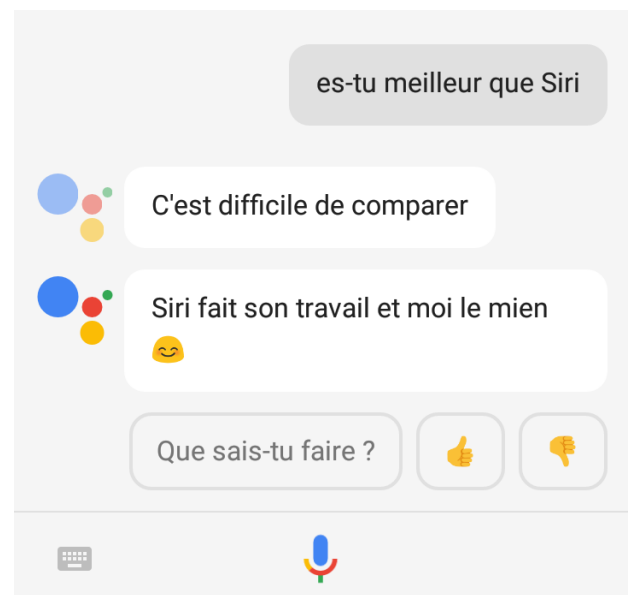 es-tu meilleur que Siri
C'est difficile de comparer
Siri fait son travail et moi le mien
😊
Que sais-tu faire ? 👍 👎